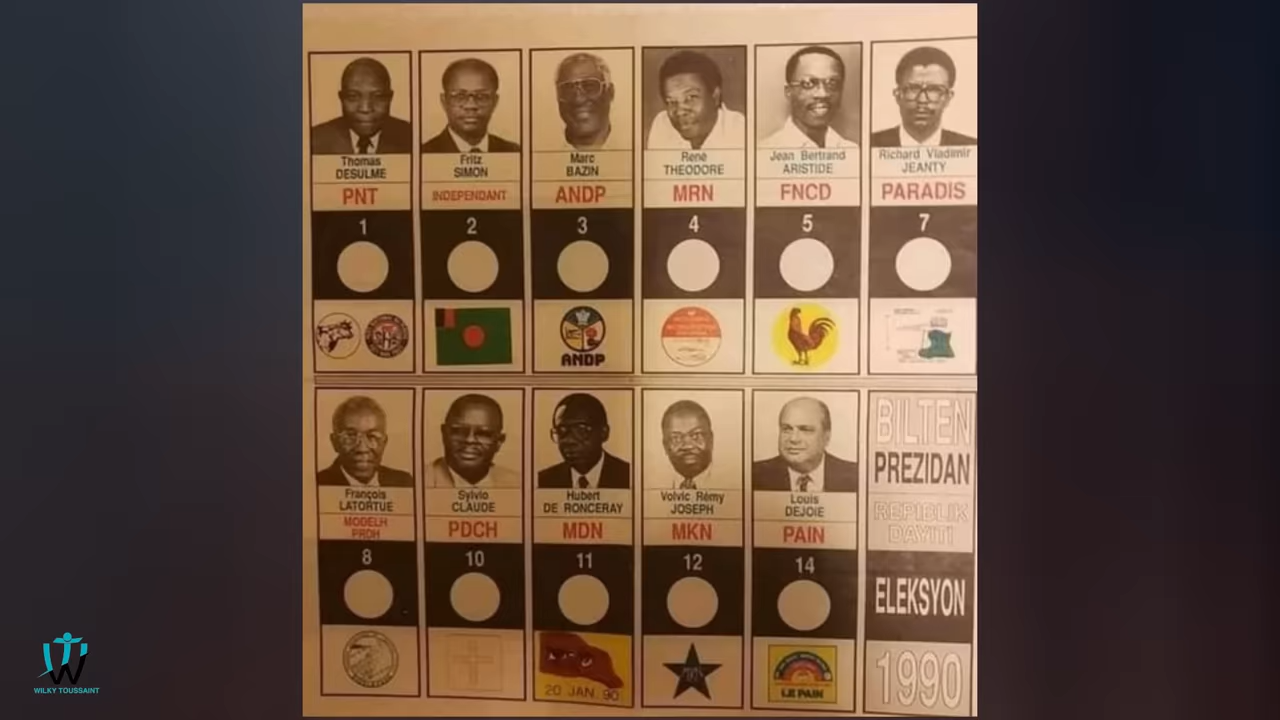 Thomas
DESULME
PNT
1
Fritz
SIMON
INDEPENDANT
2
Marc
BAZIN
ANDP
3
ANDP
René
THEODORE
MRN
4
Jean Bertrand
ARISTIDE
FNCD
5
Richard Vladimir
JEANTY
PARADIS
7
François
LATORTUE
MODELH
PRDH
8
Sylvio
CLAUDE
PDCH
10
Hubert
DE RONCERAY
MDN
11
20 JAN. 90
Volvic Rémy
JOSEPH
MKN
12
Louis
DEJOIE
PAIN
14
LE PAIN
BILTEN
PREZIDAN
REPIBLIK
DAYITI
ELEKSYON
1990
WILKY TOUSSAINT